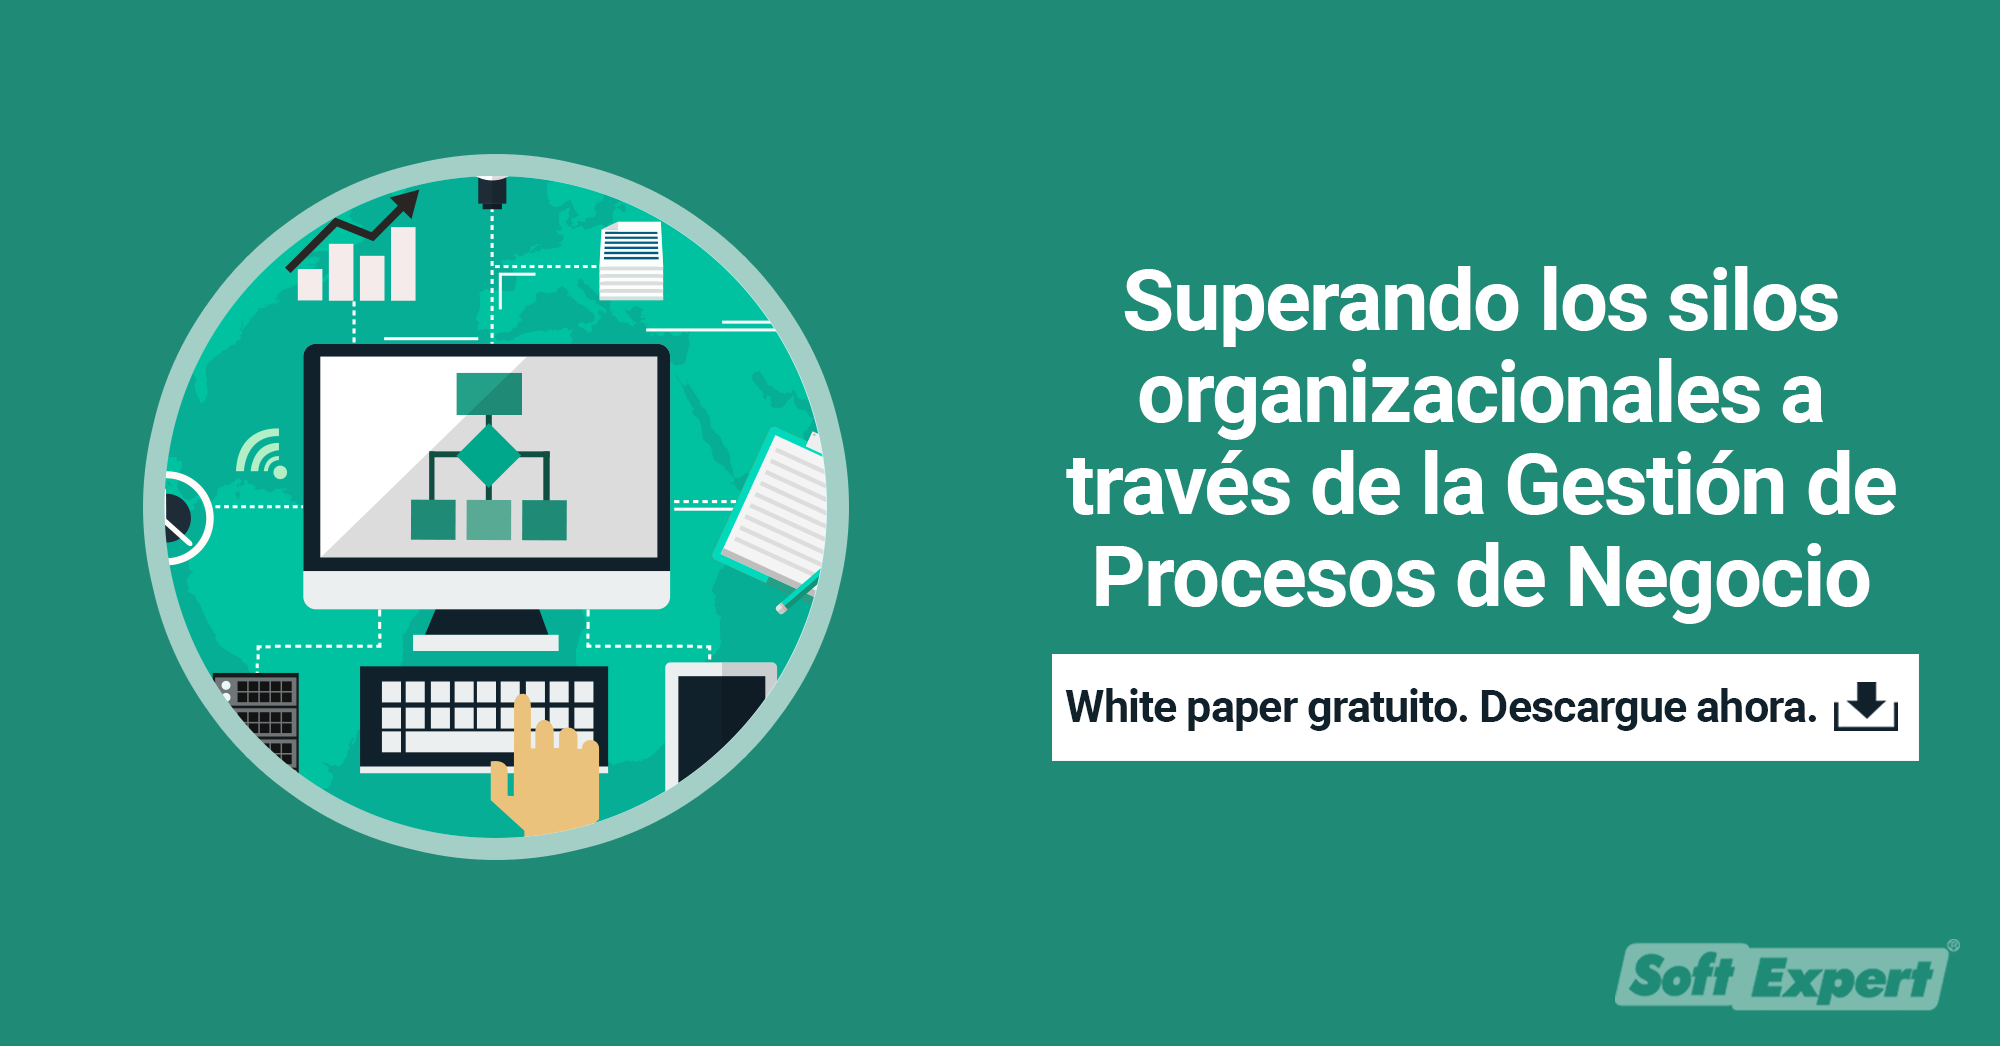 Superando los silos
organizacionales a
través de la Gestión de
Procesos de Negocio
White paper gratuito. Descargue ahora.
Soft Expert®